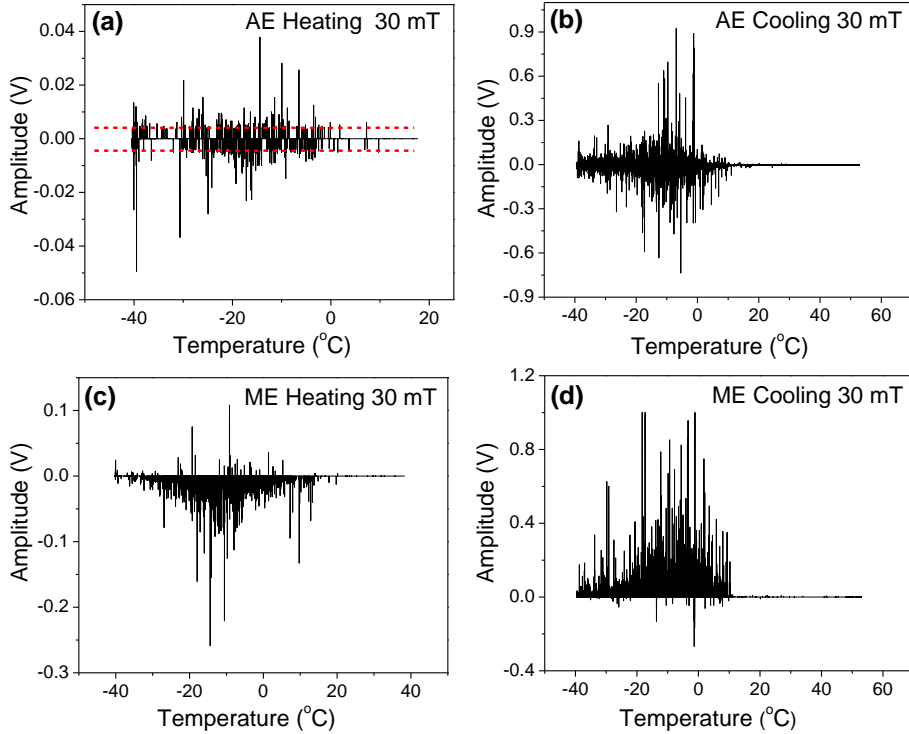 (a) AE Heating 30 mT
0.04
0.02
0.00
-0.02
-0.04
-0.06
Amplitude (V)
-40 -20 0 20
Temperature (°C)
(b) AE Cooling 30 mT
0.9
0.6
0.3
0.0
-0.3
-0.6
-0.9
Amplitude (V)
-40 -20 0 20 40 60
Temperature (°C)
(c) ME Heating 30 mT
0.1
0.0
-0.1
-0.2
-0.3
Amplitude (V)
-40 -20 0 20 40
Temperature (°C)
(d) ME Cooling 30 mT
1.2
0.8
0.4
0.0
-0.4
Amplitude (V)
-40 -20 0 20 40 60
Temperature (°C)